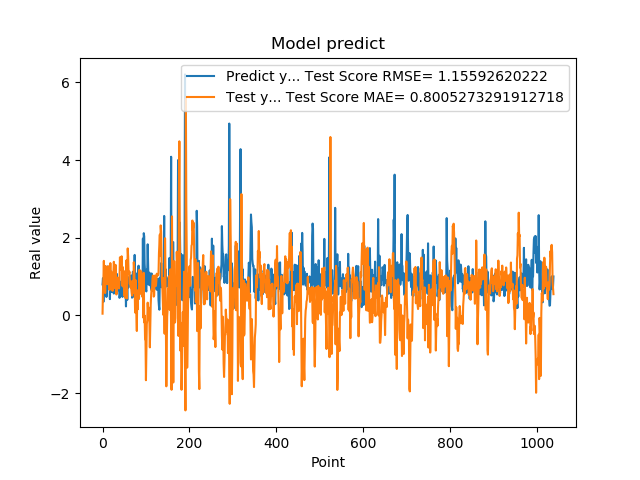 Model predict
Predict y... Test Score RMSE= 1.15592620222
Test y... Test Score MAE= 0.8005273291912718
Real value
6
4
2
0
−2
0 200 400 600 800 1000
Point